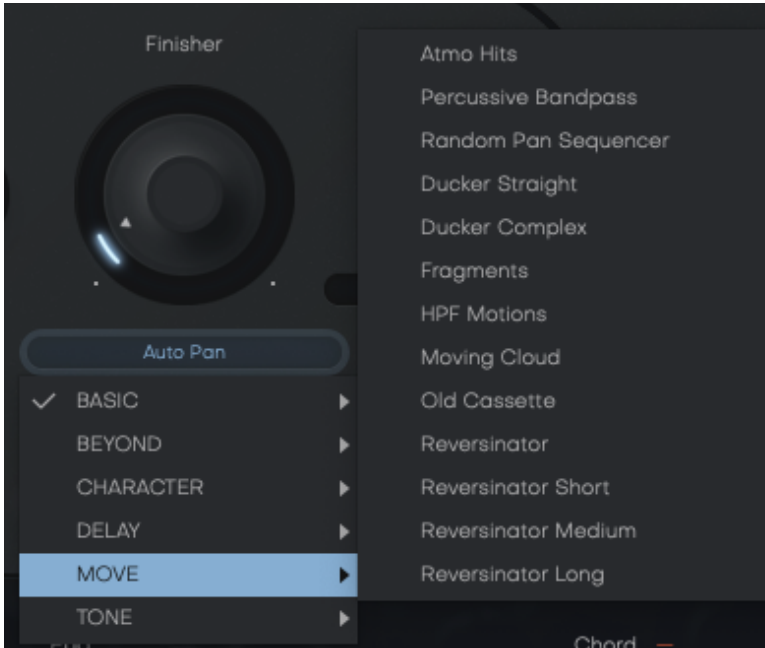 Finisher
Auto Pan
BASIC
BEYOND
CHARACTER
DELAY
MOVE
TONE
Atmo Hits
Percussive Bandpass
Random Pan Sequencer
Ducker Straight
Ducker Complex
Fragments
HPF Motions
Moving Cloud
Old Cassette
Reversinator
Reversinator Short
Reversinator Medium
Reversinator Long
Chord